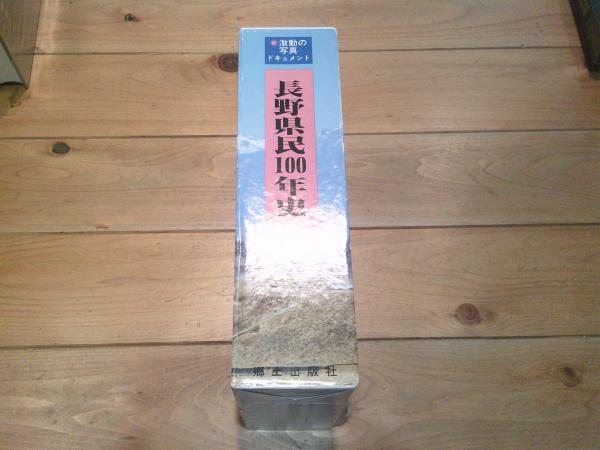 激動の
写真
ドキュメント
長野県民100年史
郷土出版社